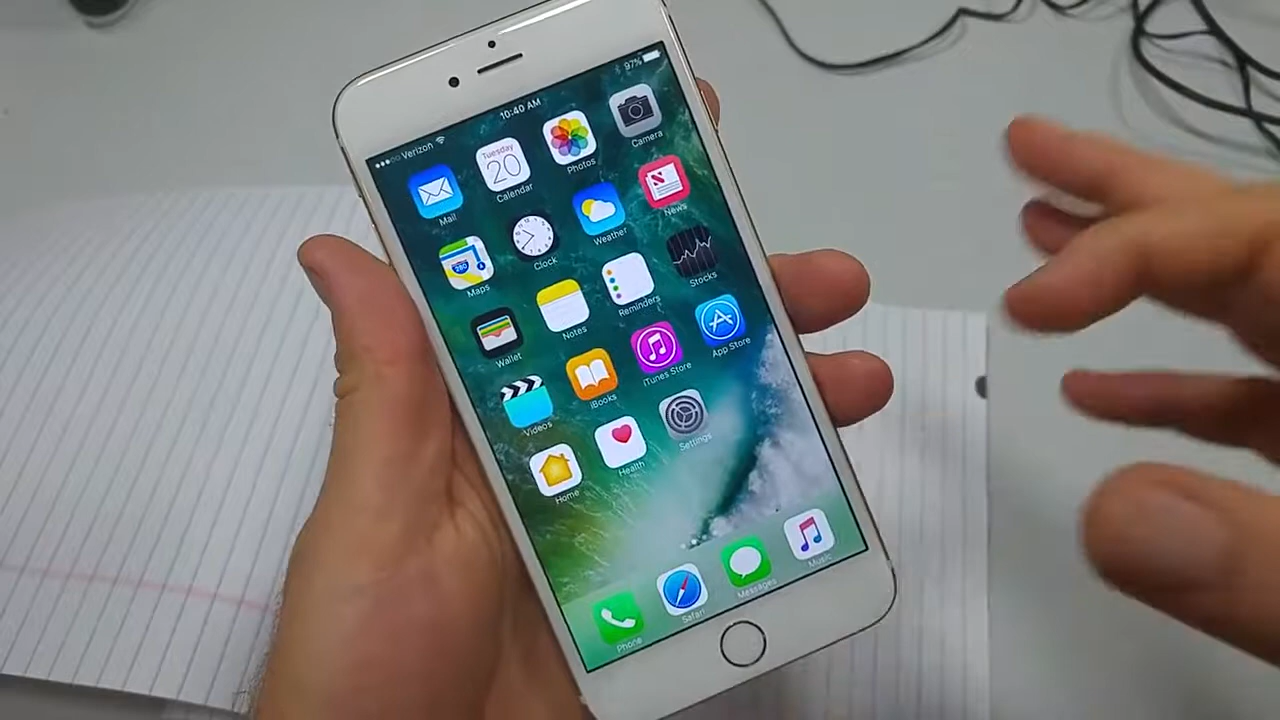 ●●●○○ Verizon 10:40 AM 97%
Mail
Tuesday
20
Calendar
Photos
Camera
280
Maps
Clock
Weather
News
Wallet
Notes
Reminders
Stocks
Videos
iBooks
iTunes Store
App Store
Home
Health
Settings
Phone
Safari
Messages
Music